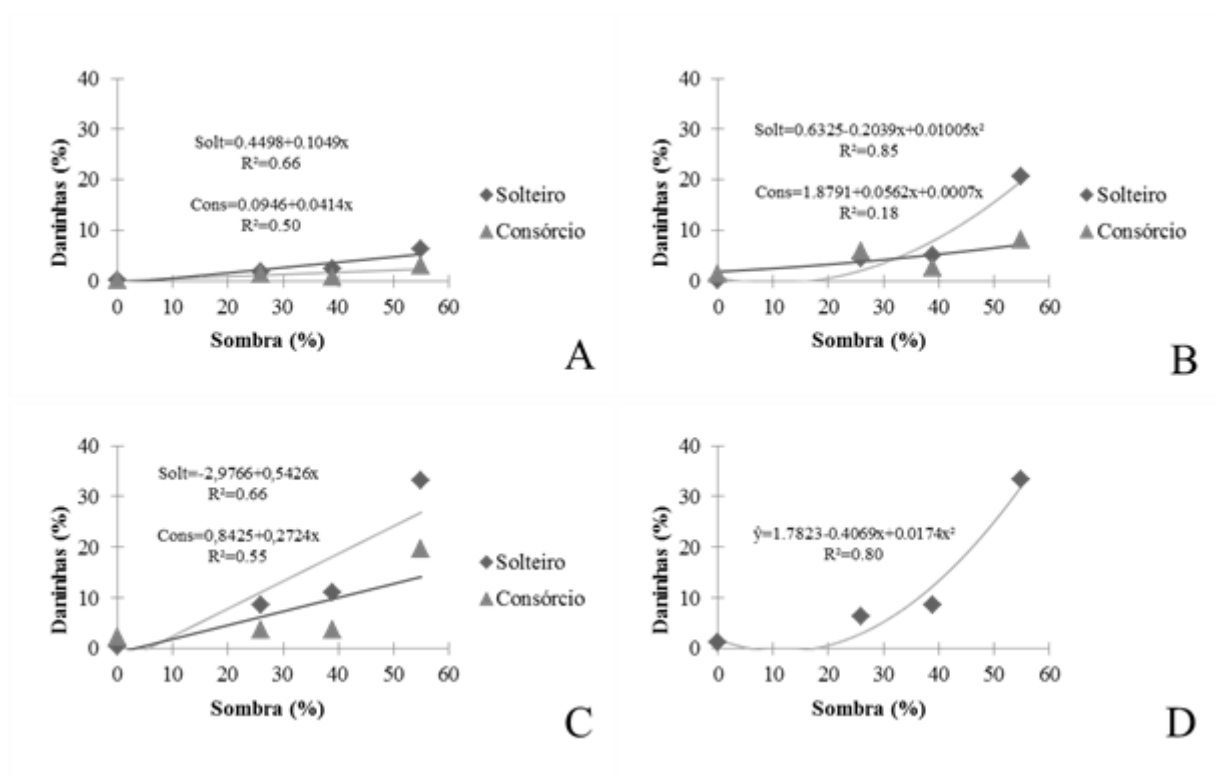 40
30
20
10
0
Daninhas (%)
Solt=0.4498+0.1049x
R²=0.66
Cons=0.0946+0.0414x
R²=0.50
0 10 20 30 40 50 60
Sombra (%)
Solteiro
Consórcio
A
40
30
20
10
0
Daninhas (%)
Solt=0.6325-0.2039x+0.01005x²
R²=0.85
Cons=1.8791+0.0562x+0.0007x
R²=0.18
0 10 20 30 40 50 60
Sombra (%)
Solteiro
Consórcio
B
40
30
20
10
0
Daninhas (%)
Solt=-2,9766+0,5426x
R²=0.66
Cons=0,8425+0,2724x
R²=0.55
0 10 20 30 40 50 60
Sombra (%)
Solteiro
Consórcio
C
40
30
20
10
0
Daninhas (%)
ŷ=1.7823-0.4069x+0.0174x²
R²=0.80
0 10 20 30 40 50 60
Sombra (%)
D